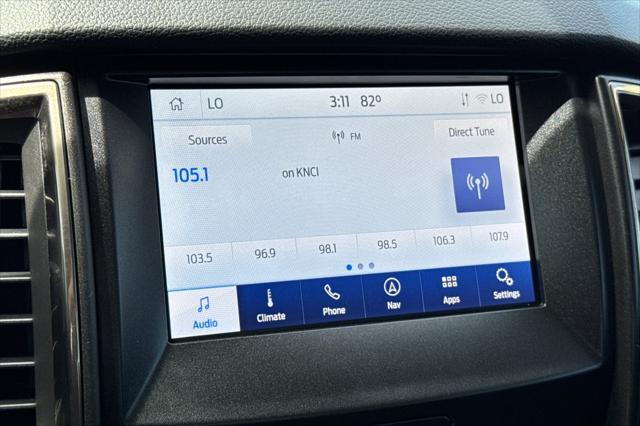 LO 3:11 82° LO
Sources FM Direct Tune
105.1 on KNCI
103.5 96.9 98.1 98.5 106.3 107.9
Audio Climate Phone Nav Apps Settings